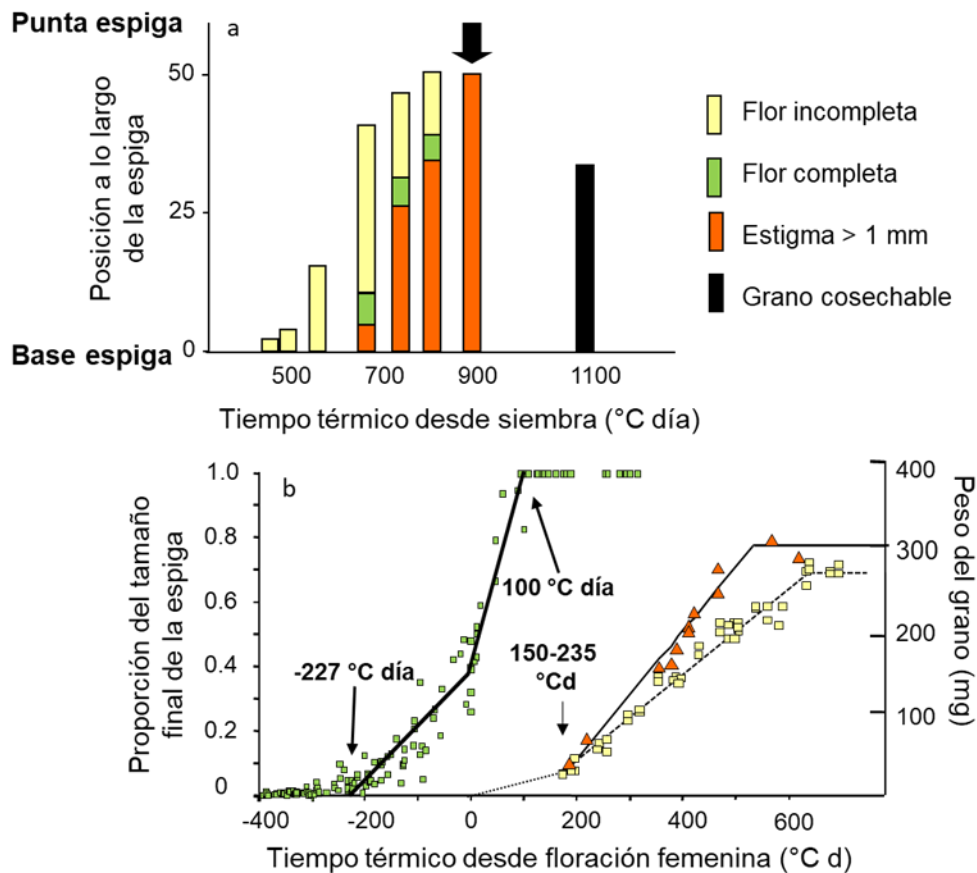 Punta espiga
a
50
25
0
Posición a lo largo
de la espiga
Base espiga
500
700
900
1100
Tiempo térmico desde siembra (°C día)
Flor incompleta
Flor completa
Estigma > 1 mm
Grano cosechable
b
1.0
0.8
0.6
0.4
0.2
0
Proporción del tamaño
final de la espiga
-227 °C día
100 °C día
150-235
°Cd
400
300
200
100
Peso del grano (mg)
-400
-200
0
200
400
600
Tiempo térmico desde floración femenina (°C d)